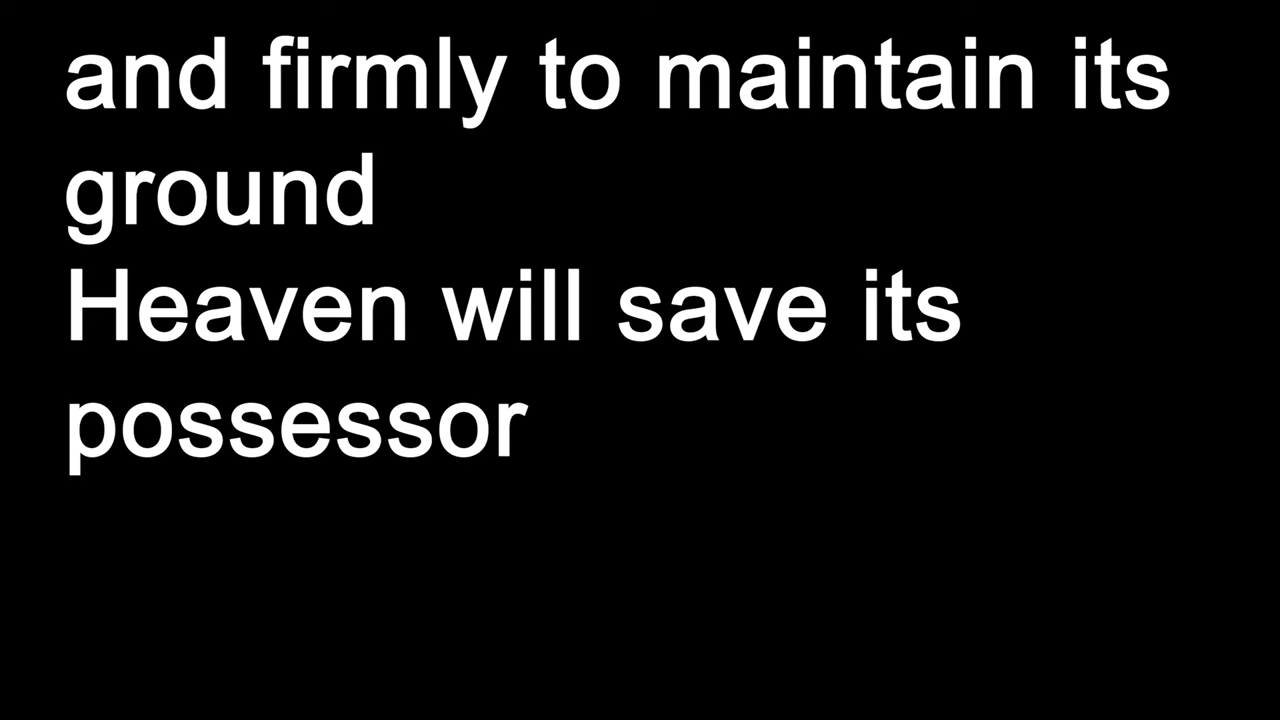 and firmly to maintain its
ground
Heaven will save its
possessor